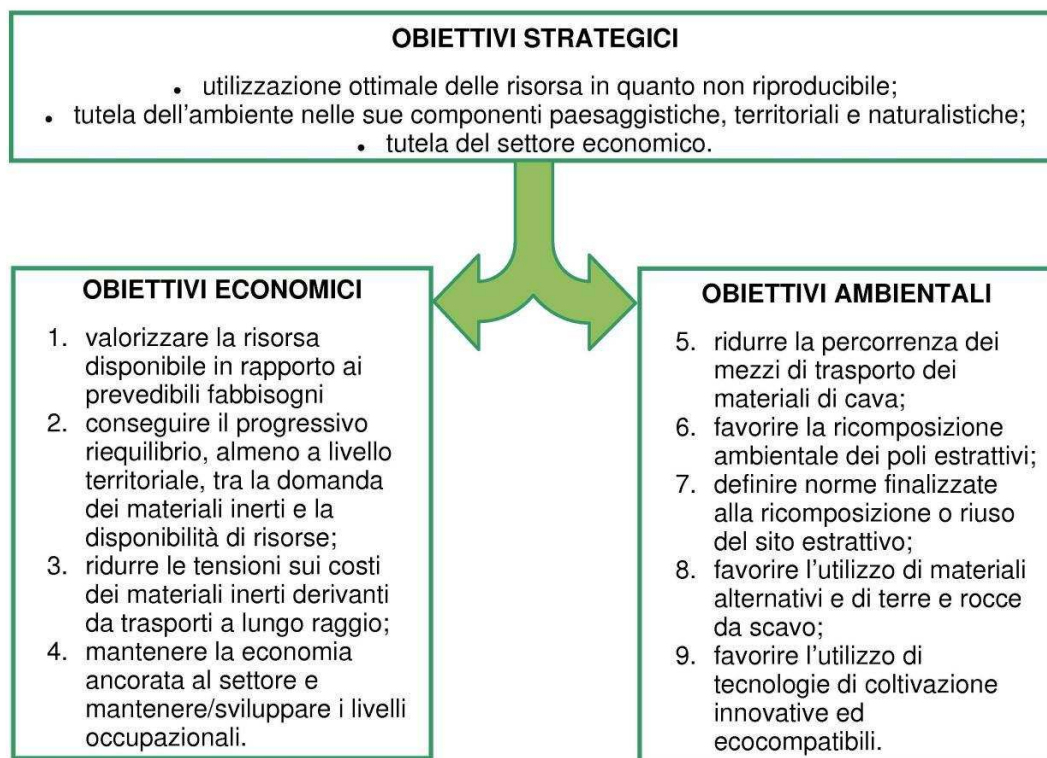 OBIETTIVI STRATEGICI
• utilizzazione ottimale delle risorsa in quanto non riproducibile;
• tutela dell'ambiente nelle sue componenti paesaggistiche, territoriali e naturalistiche;
• tutela del settore economico.
OBIETTIVI ECONOMICI
1. valorizzare la risorsa
disponibile in rapporto ai
prevedibili fabbisogni
2. conseguire il progressivo
riequilibrio, almeno a livello
territoriale, tra la domanda
dei materiali inerti e la
disponibilità di risorse;
3. ridurre le tensioni sui costi
dei materiali inerti derivanti
da trasporti a lungo raggio;
4. mantenere la economia
ancorata al settore e
mantenere/sviluppare i livelli
occupazionali.
OBIETTIVI AMBIENTALI
5. ridurre la percorrenza dei
mezzi di trasporto dei
materiali di cava;
6. favorire la ricomposizione
ambientale dei poli estrattivi;
7. definire norme finalizzate
alla ricomposizione o riuso
del sito estrattivo;
8. favorire l'utilizzo di materiali
alternativi e di terre e rocce
da scavo;
9. favorire l'utilizzo di
tecnologie di coltivazione
innovative ed
ecocompatibili.